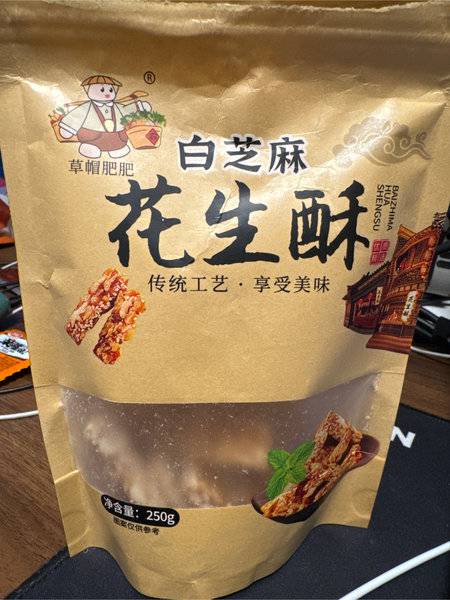 ®
草帽肥肥
白芝麻
花生酥
BAIZHIMA
HUA
SHENGSU
传统工艺·享受美味
净含量：250g
图案仅供参考
N